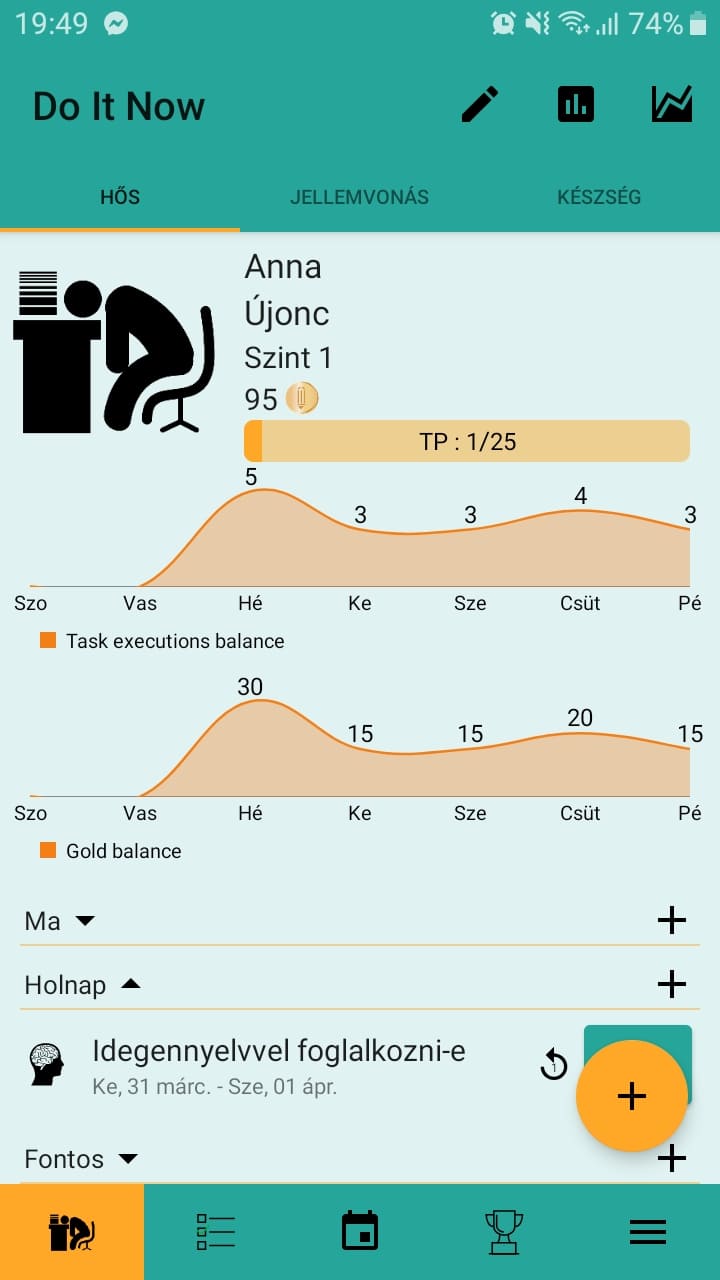 19:49 74%
Do It Now
HŐS JELLEMVONÁS KÉSZSÉG
Anna
Újonc
Szint 1
95
TP : 1/25
5 3 3 4 3
Szo Vas Hé Ke Sze Csüt Pé
Task executions balance
30 15 15 20 15
Szo Vas Hé Ke Sze Csüt Pé
Gold balance
Ma
Holnap
Idegennyelvvel foglalkozni-e
1
Ke, 31 márc. - Sze, 01 ápr.
Fontos